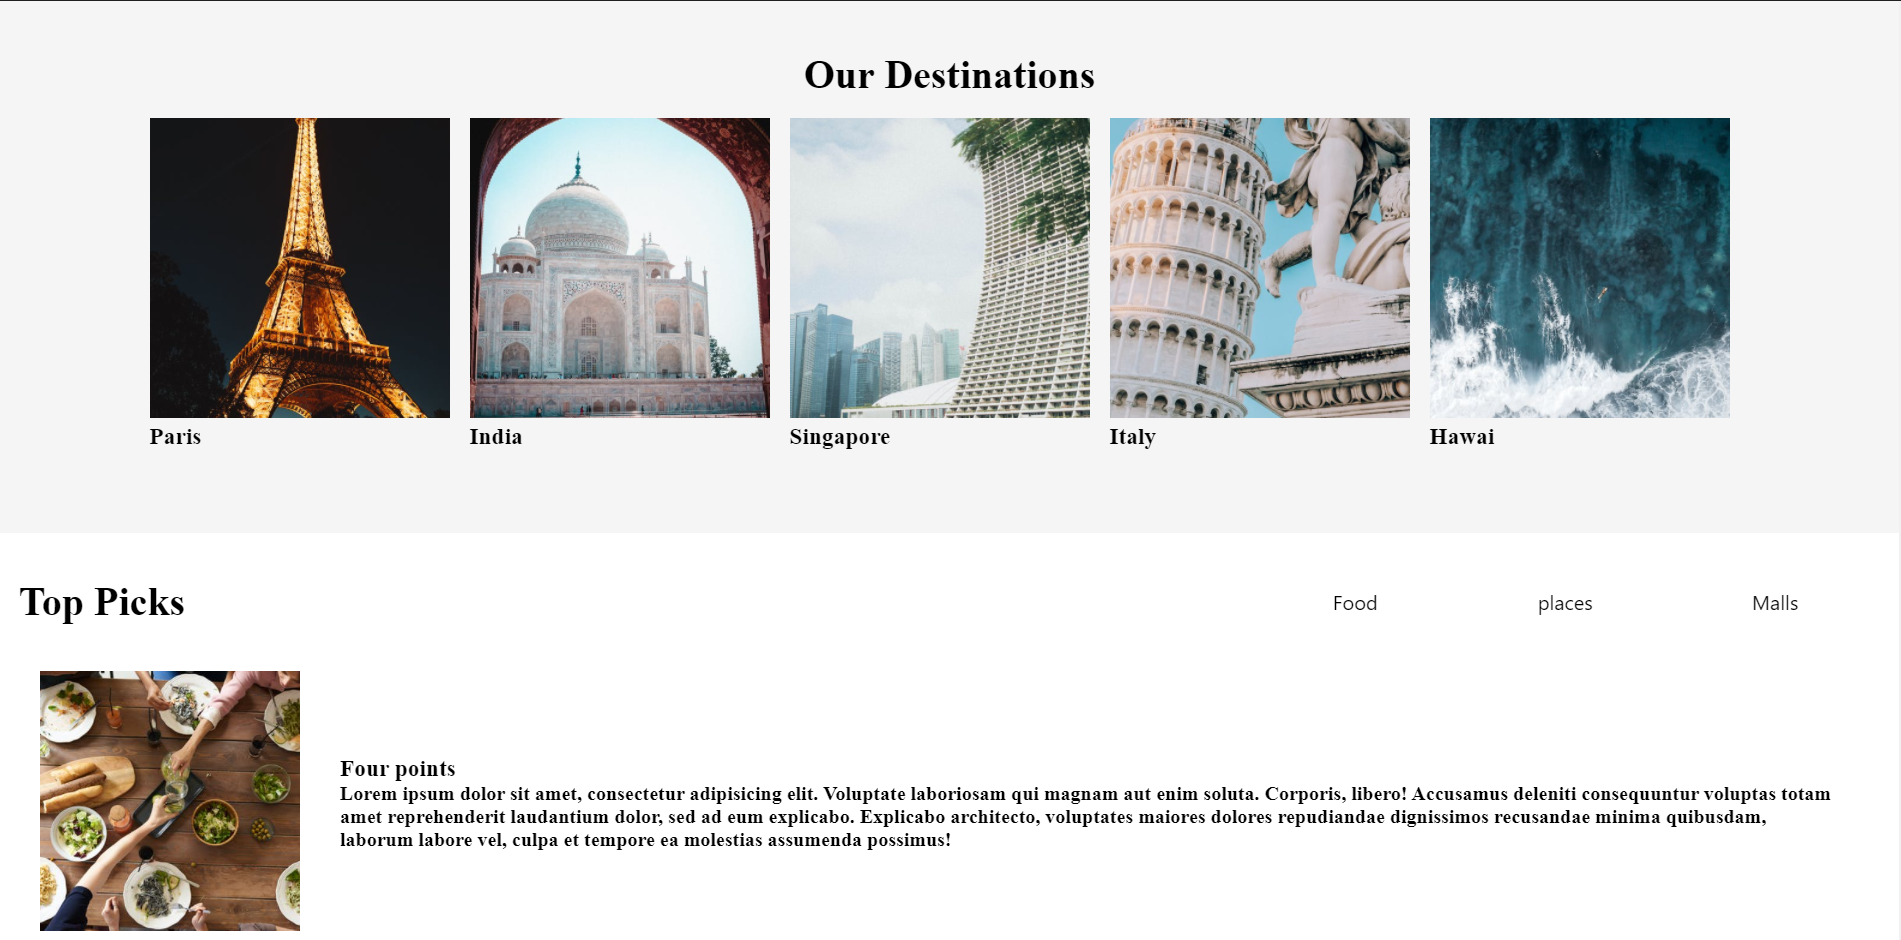 Our Destinations
Paris
India
Singapore
Italy
Hawai
Top Picks
Food
places
Malls
Four points
Lorem ipsum dolor sit amet, consectetur adipisicing elit. Voluptate laboriosam qui magnam aut enim soluta. Corporis, libero! Accusamus deleniti consequuntur voluptas totam
amet reprehenderit laudantium dolor, sed ad eum explicabo. Explicabo architecto, voluptates maiores dolores repudiandae dignissimos recusandae minima quibusdam,
laborum labore vel, culpa et tempore ea molestias assumenda possimus!